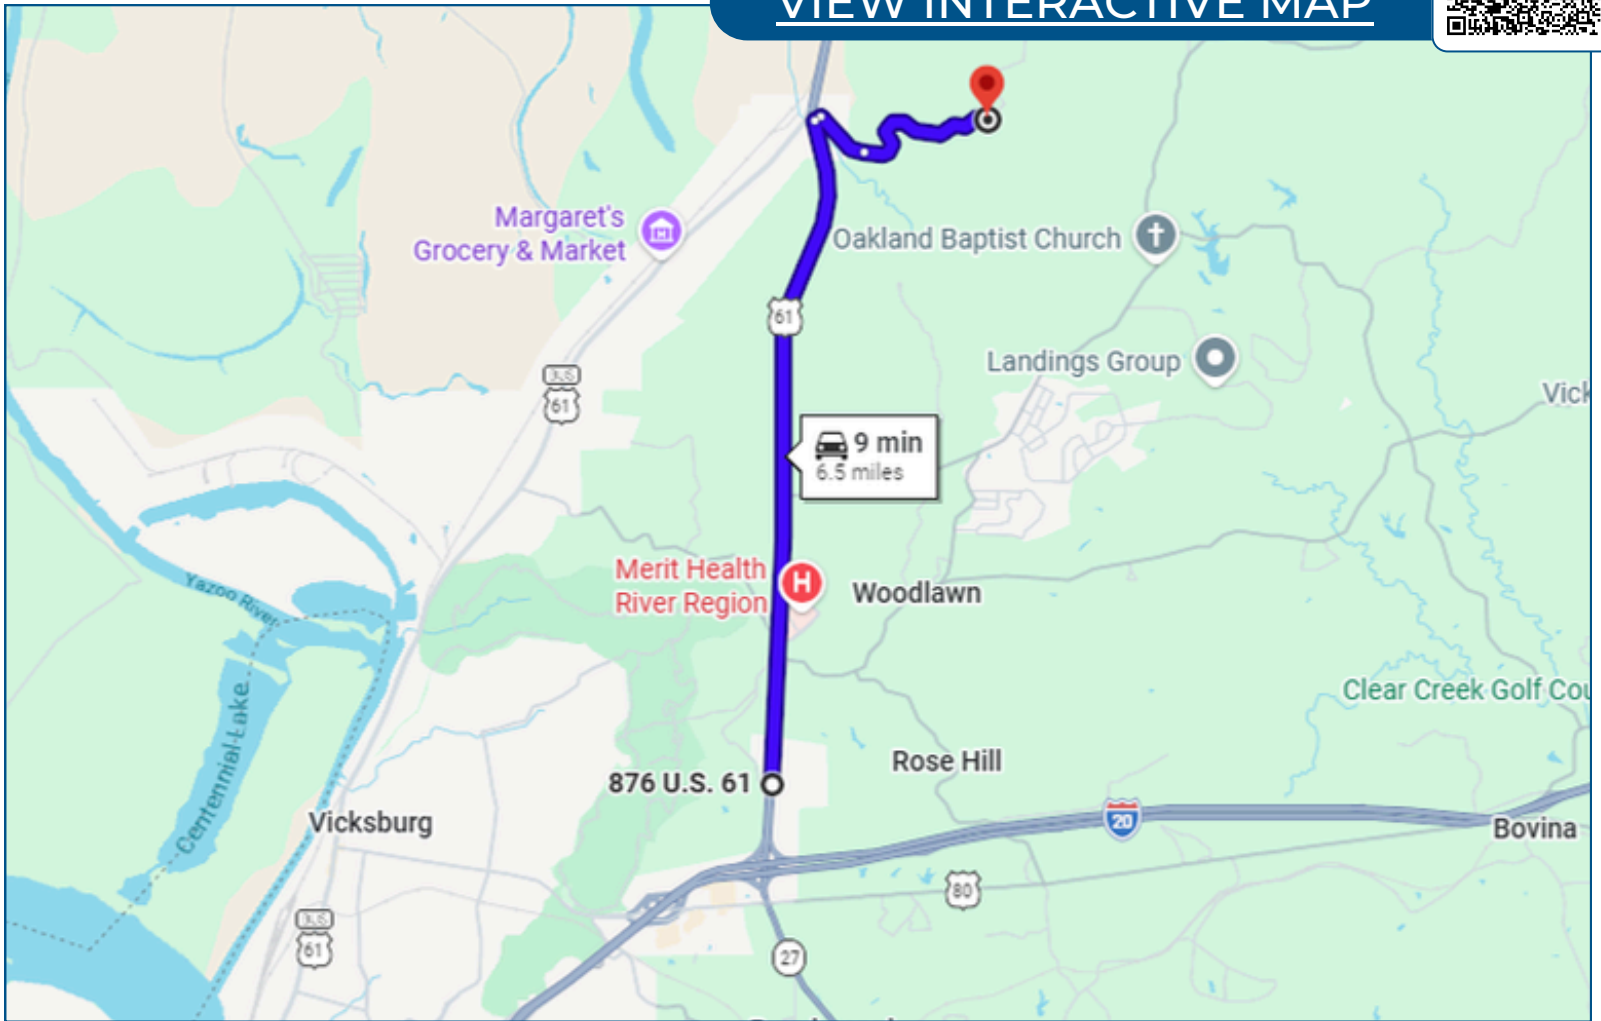 VIEW INTERACTIVE MAP
Margaret's
Grocery & Market
Oakland Baptist Church
61
Landings Group
BUS
61
9 min
6.5 miles
Merit Health
River Region
H
Woodlawn
Yazoo River
Centennial Lake
Clear Creek Golf Cou
Rose Hill
876 U.S. 61
Vicksburg
20
Bovina
80
BUS
61
27
Vick